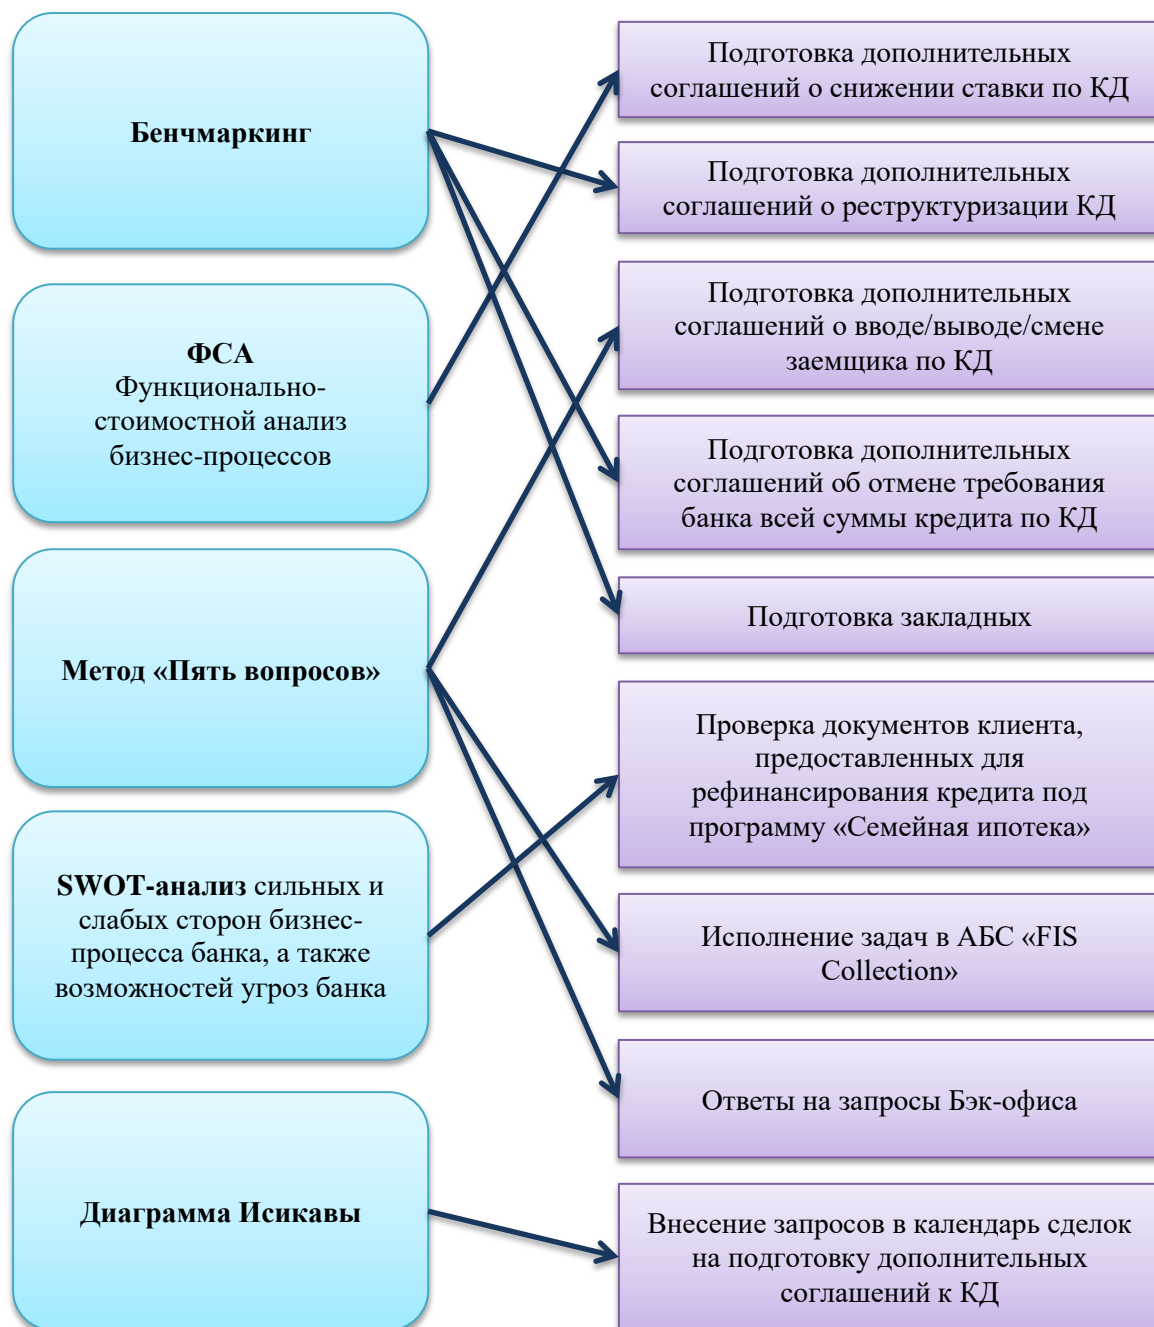 Бенчмаркинг
ФСА
Функционально-
стоимостной анализ
бизнес-процессов
Метод «Пять вопросов»
SWOT-анализ сильных и
слабых сторон бизнес-
процесса банка, а также
возможностей угроз банка
Диаграмма Исикавы
Подготовка дополнительных
соглашений о снижении ставки по КД
Подготовка дополнительных
соглашений о реструктуризации КД
Подготовка дополнительных
соглашений о вводе/выводе/смене
заемщика по КД
Подготовка дополнительных
соглашений об отмене требования
банка всей суммы кредита по КД
Подготовка закладных
Проверка документов клиента,
предоставленных для
рефинансирования кредита под
программу «Семейная ипотека»
Исполнение задач в АБС «FIS
Collection»
Ответы на запросы Бэк-офиса
Внесение запросов в календарь сделок
на подготовку дополнительных
соглашений к КД